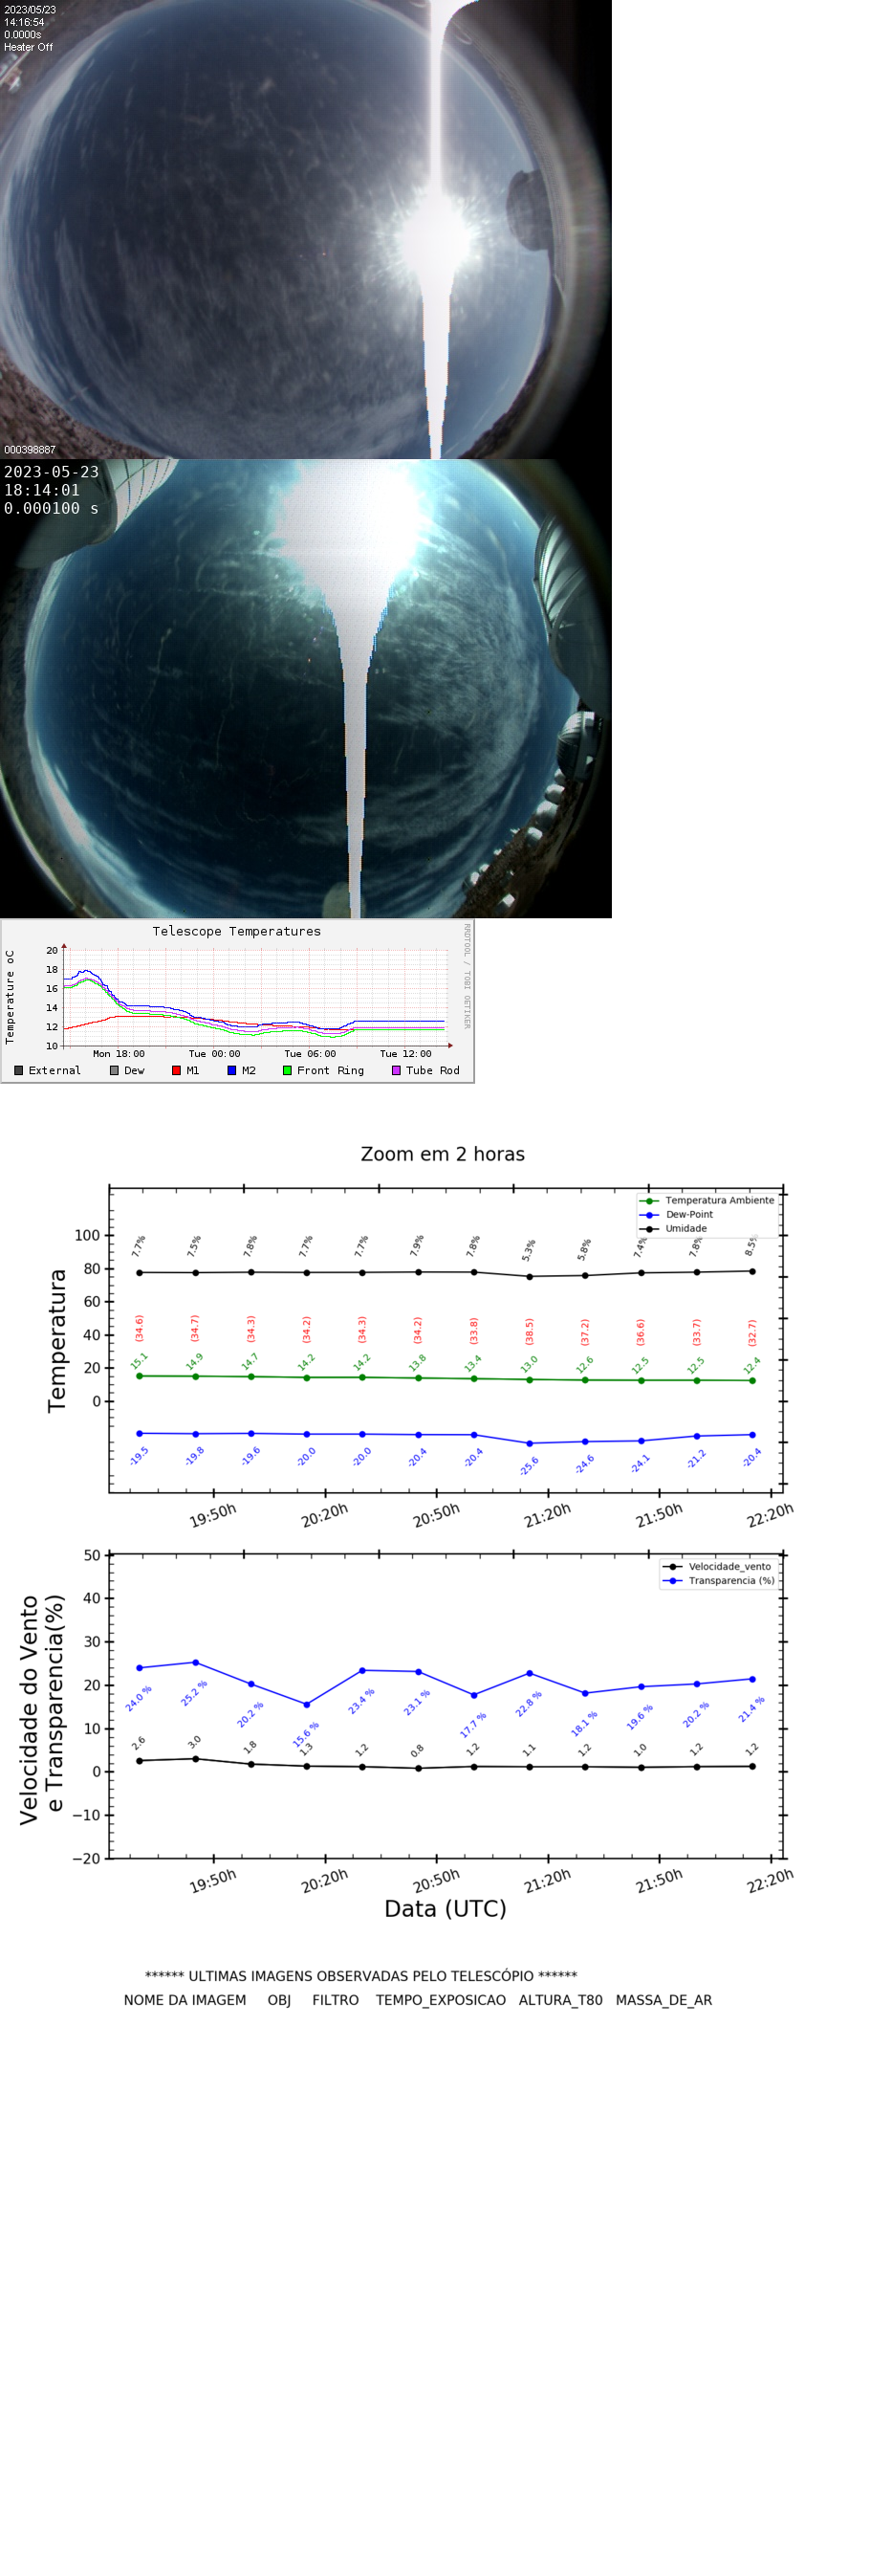 2023/05/23
14:16:54
0.0000s
Heater Off
000398887
2023-05-23
18:14:01
0.000100 s
Telescope Temperatures
RRDTOOL / TOBI OETIKER
Temperature oC
20
18
16
14
12
10
Mon 18:00 Tue 00:00 Tue 06:00 Tue 12:00
External Dew M1 M2 Front Ring Tube Rod
Zoom em 2 horas
Temperatura Ambiente
Dew-Point
Umidade
Temperatura
100
80
60
40
20
0
7.7% 7.5% 7.8% 7.7% 7.7% 7.9% 7.8% 5.3% 5.8% 7.4% 7.8% 8.5%
(34.6) (34.7) (34.3) (34.2) (34.3) (34.2) (33.8) (38.5) (37.2) (36.6) (33.7) (32.7)
15.1 14.9 14.7 14.2 14.2 13.8 13.4 13.0 12.6 12.5 12.5 12.4
-19.5 -19.8 -19.6 -20.0 -20.0 -20.4 -20.4 -25.6 -24.6 -24.1 -21.2 -20.4
19:50h 20:20h 20:50h 21:20h 21:50h 22:20h
Velocidade_vento
Transparencia (%)
Velocidade do Vento
e Transparencia(%)
50
40
30
20
10
0
−10
−20
24.0 % 25.2 % 20.2 % 15.6 % 23.4 % 23.1 % 17.7 % 22.8 % 18.1 % 19.6 % 20.2 % 21.4 %
2.6 3.0 1.8 1.3 1.2 0.8 1.2 1.1 1.2 1.0 1.2 1.2
19:50h 20:20h 20:50h 21:20h 21:50h 22:20h
Data (UTC)
****** ULTIMAS IMAGENS OBSERVADAS PELO TELESCÓPIO ******
NOME DA IMAGEM OBJ FILTRO TEMPO_EXPOSICAO ALTURA_T80 MASSA_DE_AR